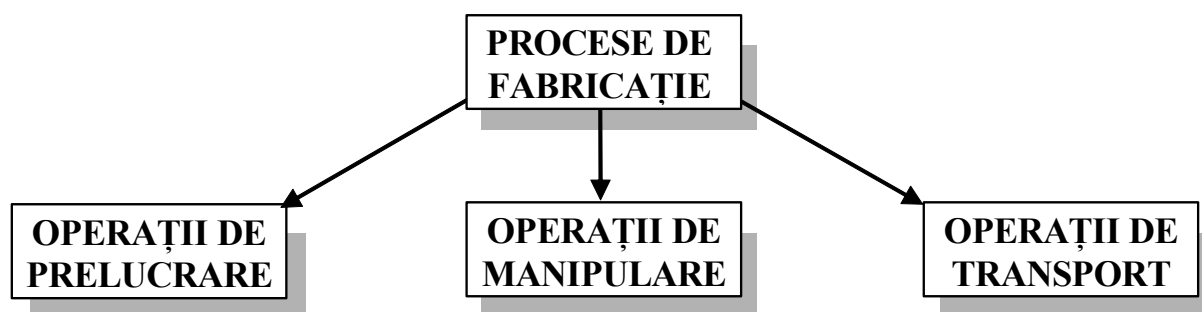 PROCESE DE
FABRICAȚIE
OPERAȚII DE
PRELUCRARE
OPERAȚII DE
MANIPULARE
OPERAȚII DE
TRANSPORT